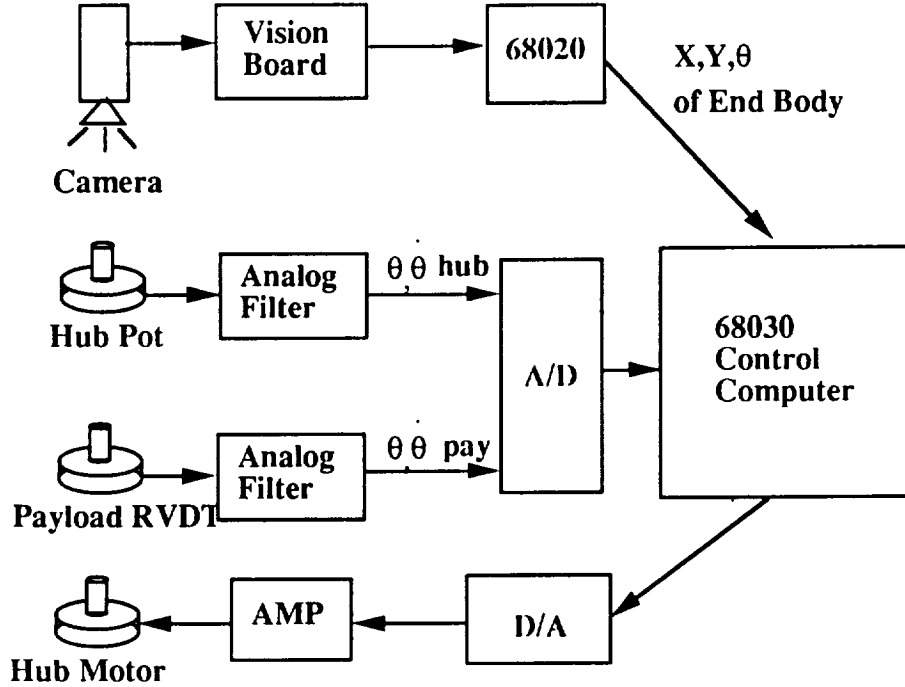 Vision
Board
68020
X,Y,θ
of End Body
Camera
Analog
Filter
θ,θ̇ hub
Hub Pot
A/D
68030
Control
Computer
Analog
Filter
θ,θ̇ pay
Payload RVDT
AMP
D/A
Hub Motor